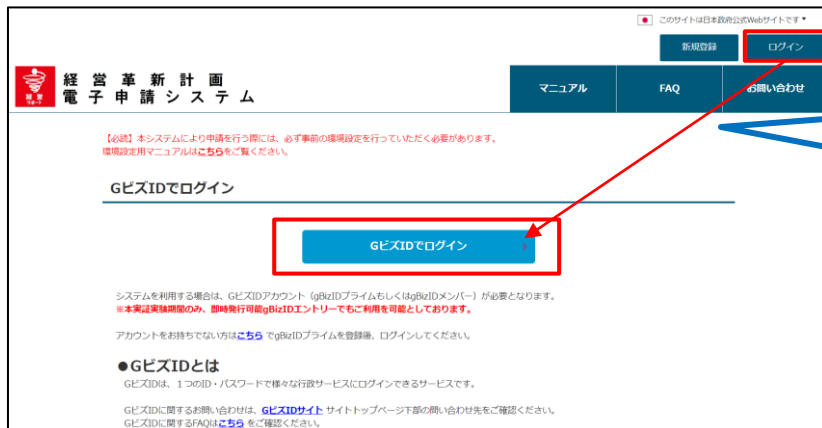 このサイトは日本政府公式Webサイトです
新規登録
ログイン
経営革新計画
電子申請システム
経営
サポート
マニュアル
FAQ
お問い合わせ
【必読】本システムにより申請を行う際には、必ず事前の環境設定を行っていただく必要があります。
環境設定用マニュアルはこちらをご覧ください。
GビズIDでログイン
GビズIDでログイン
システムを利用する場合は、GビズIDアカウント（gBizIDプライムもしくはgBizIDメンバー）が必要となります。
※本実証実験期間のみ、即時発行可能gBizIDエントリーでもご利用を可能としております。
アカウントをお持ちでない方はこちら でgBizIDプライムを登録後、ログインしてください。
●GビズIDとは
GビズIDは、１つのID・パスワードで様々な行政サービスにログインできるサービスです。
GビズIDに関するお問い合わせは、GビズIDサイト サイトトップページ下部の問い合わせ先をご確認ください。
GビズIDに関するFAQはこちら をご確認ください。